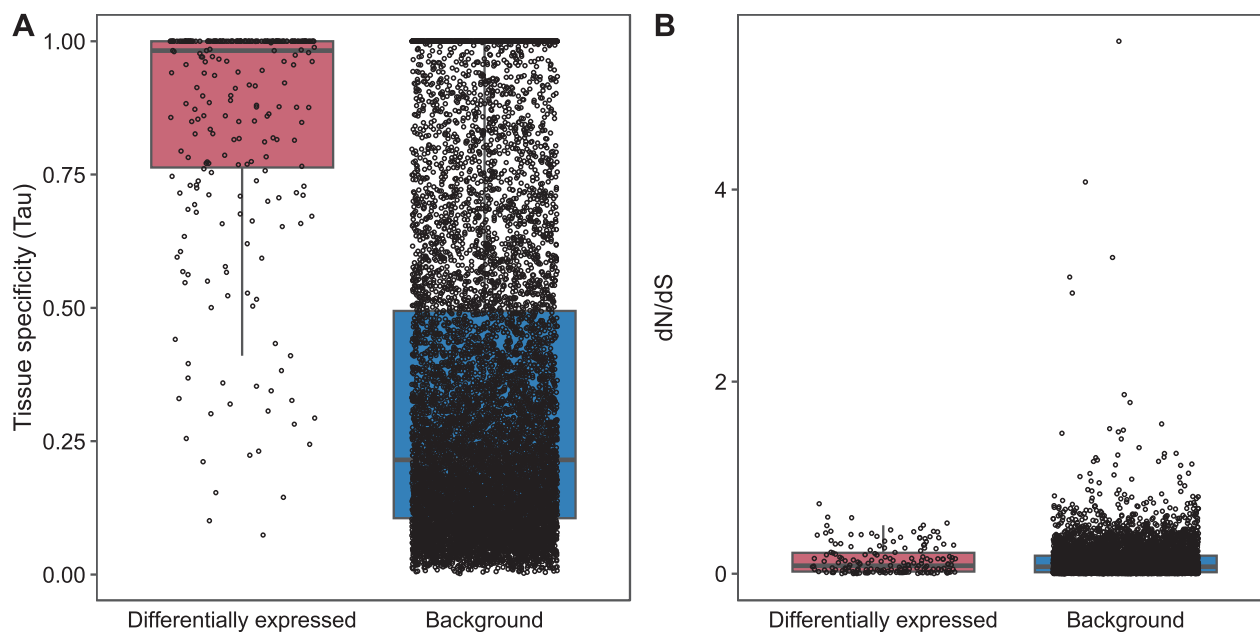 A
Tissue specificity (Tau)
1.00
0.75
0.50
0.25
0.00
Differentially expressed
Background
B
dN/dS
4
2
0
Differentially expressed
Background